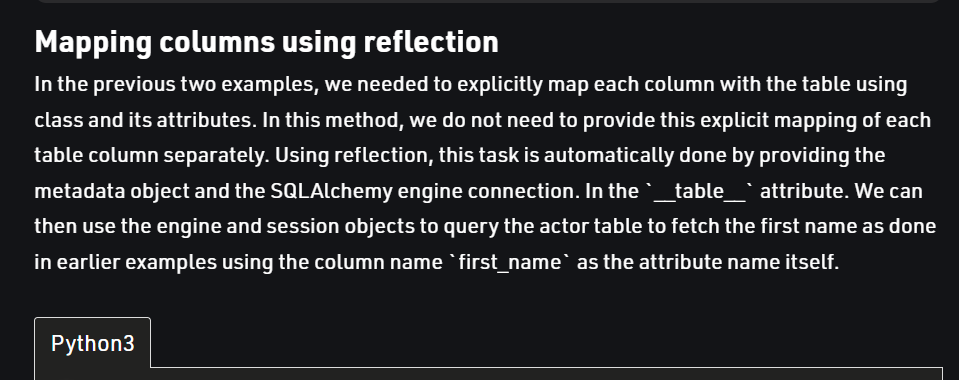 Mapping columns using reflection
In the previous two examples, we needed to explicitly map each column with the table using
class and its attributes. In this method, we do not need to provide this explicit mapping of each
table column separately. Using reflection, this task is automatically done by providing the
metadata object and the SQLAlchemy engine connection. In the `__table__` attribute. We can
then use the engine and session objects to query the actor table to fetch the first name as done
in earlier examples using the column name `first_name` as the attribute name itself.
Python3